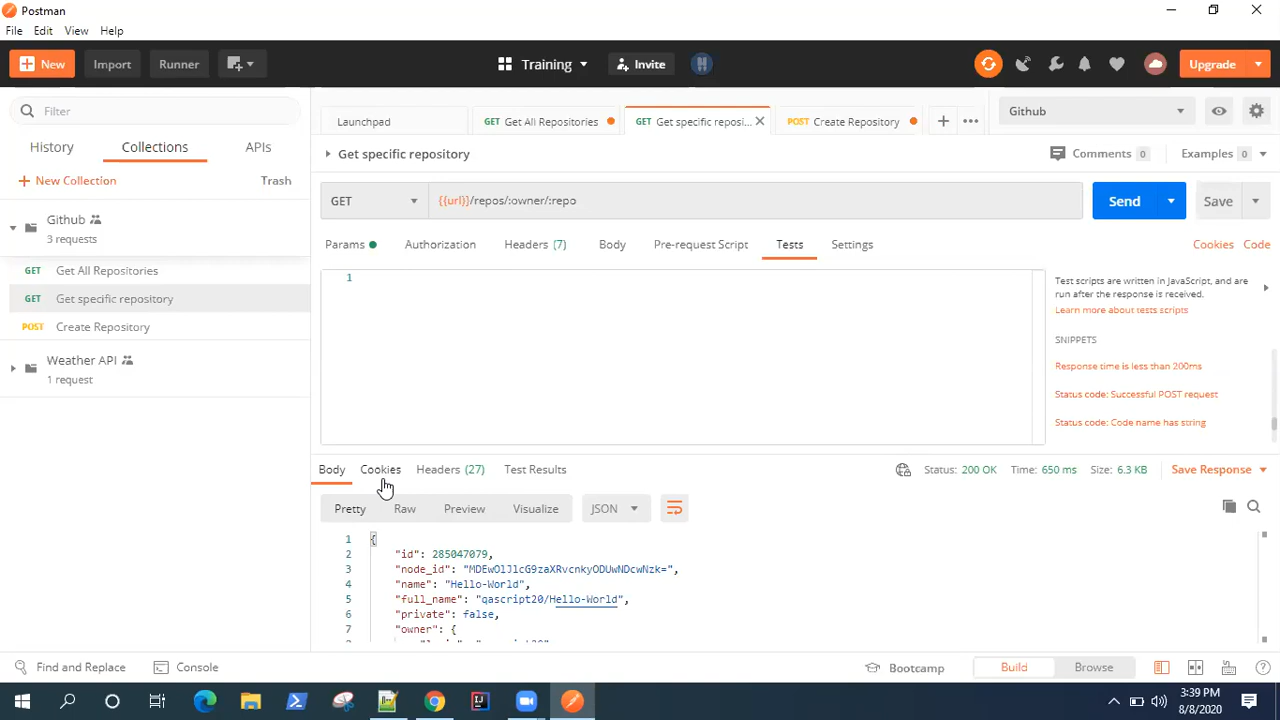 Postman
File Edit View Help
New Import Runner Training Invite Upgrade
Filter
History Collections APIs
New Collection Trash
Github
3 requests
GET Get All Repositories
GET Get specific repository
POST Create Repository
Weather API
1 request
Launchpad GET Get All Repositories GET Get specific reposi... POST Create Repository Github
Get specific repository Comments 0 Examples 0
GET {{url}}/repos/:owner/:repo Send Save
Params Authorization Headers (7) Body Pre-request Script Tests Settings Cookies Code
1
Test scripts are written in JavaScript, and are
run after the response is received.
Learn more about tests scripts
SNIPPETS
Response time is less than 200ms
Status code: Successful POST request
Status code: Code name has string
Body Cookies Headers (27) Test Results Status: 200 OK Time: 650 ms Size: 6.3 KB Save Response
Pretty Raw Preview Visualize JSON
1 {
2 "id": 285047079,
3
4 "name": "Hello-World",
5 "full_name": "qascript20/Hello-World",
6 "private": false,
7 "owner": {
Find and Replace Console Bootcamp Build Browse
3:39 PM
8/8/2020